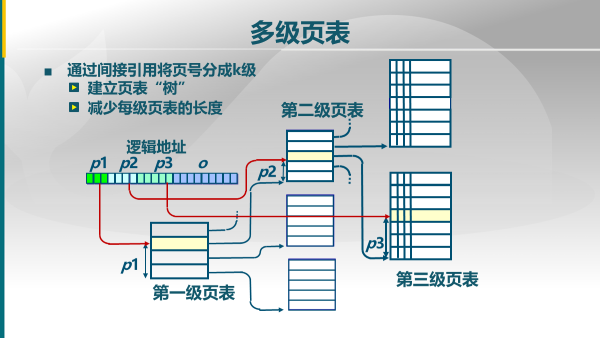 多级页表
通过间接引用将页号分成k级
建立页表“树”
减少每级页表的长度
第二级页表
逻辑地址
p1 p2 p3 o
p2
p3
p1
第三级页表
第一级页表